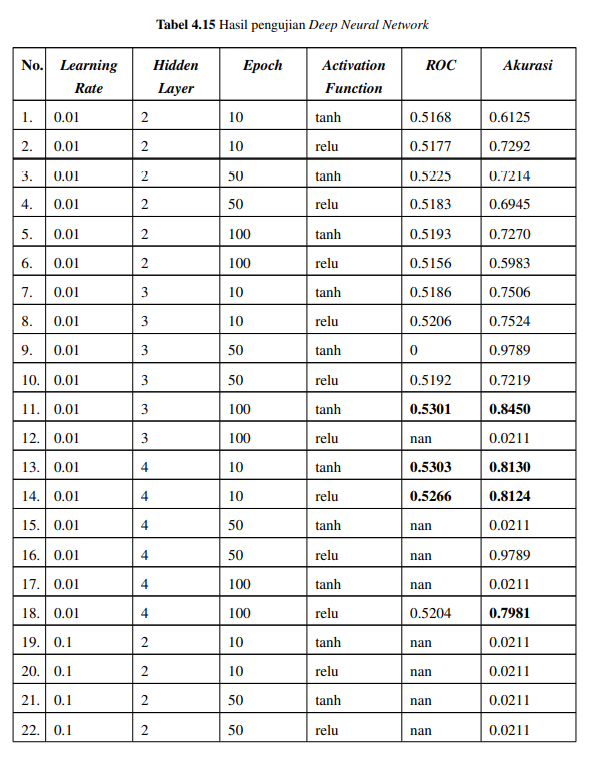 Tabel 4.15 Hasil pengujian Deep Neural Network
No. Learning Rate Hidden Layer Epoch Activation Function ROC Akurasi
1. 0.01 2 10 tanh 0.5168 0.6125
2. 0.01 2 10 relu 0.5177 0.7292
3. 0.01 2 50 tanh 0.5225 0.7214
4. 0.01 2 50 relu 0.5183 0.6945
5. 0.01 2 100 tanh 0.5193 0.7270
6. 0.01 2 100 relu 0.5156 0.5983
7. 0.01 3 10 tanh 0.5186 0.7506
8. 0.01 3 10 relu 0.5206 0.7524
9. 0.01 3 50 tanh 0 0.9789
10. 0.01 3 50 relu 0.5192 0.7219
11. 0.01 3 100 tanh 0.5301 0.8450
12. 0.01 3 100 relu nan 0.0211
13. 0.01 4 10 tanh 0.5303 0.8130
14. 0.01 4 10 relu 0.5266 0.8124
15. 0.01 4 50 tanh nan 0.0211
16. 0.01 4 50 relu nan 0.9789
17. 0.01 4 100 tanh nan 0.0211
18. 0.01 4 100 relu 0.5204 0.7981
19. 0.1 2 10 tanh nan 0.0211
20. 0.1 2 10 relu nan 0.0211
21. 0.1 2 50 tanh nan 0.0211
22. 0.1 2 50 relu nan 0.0211